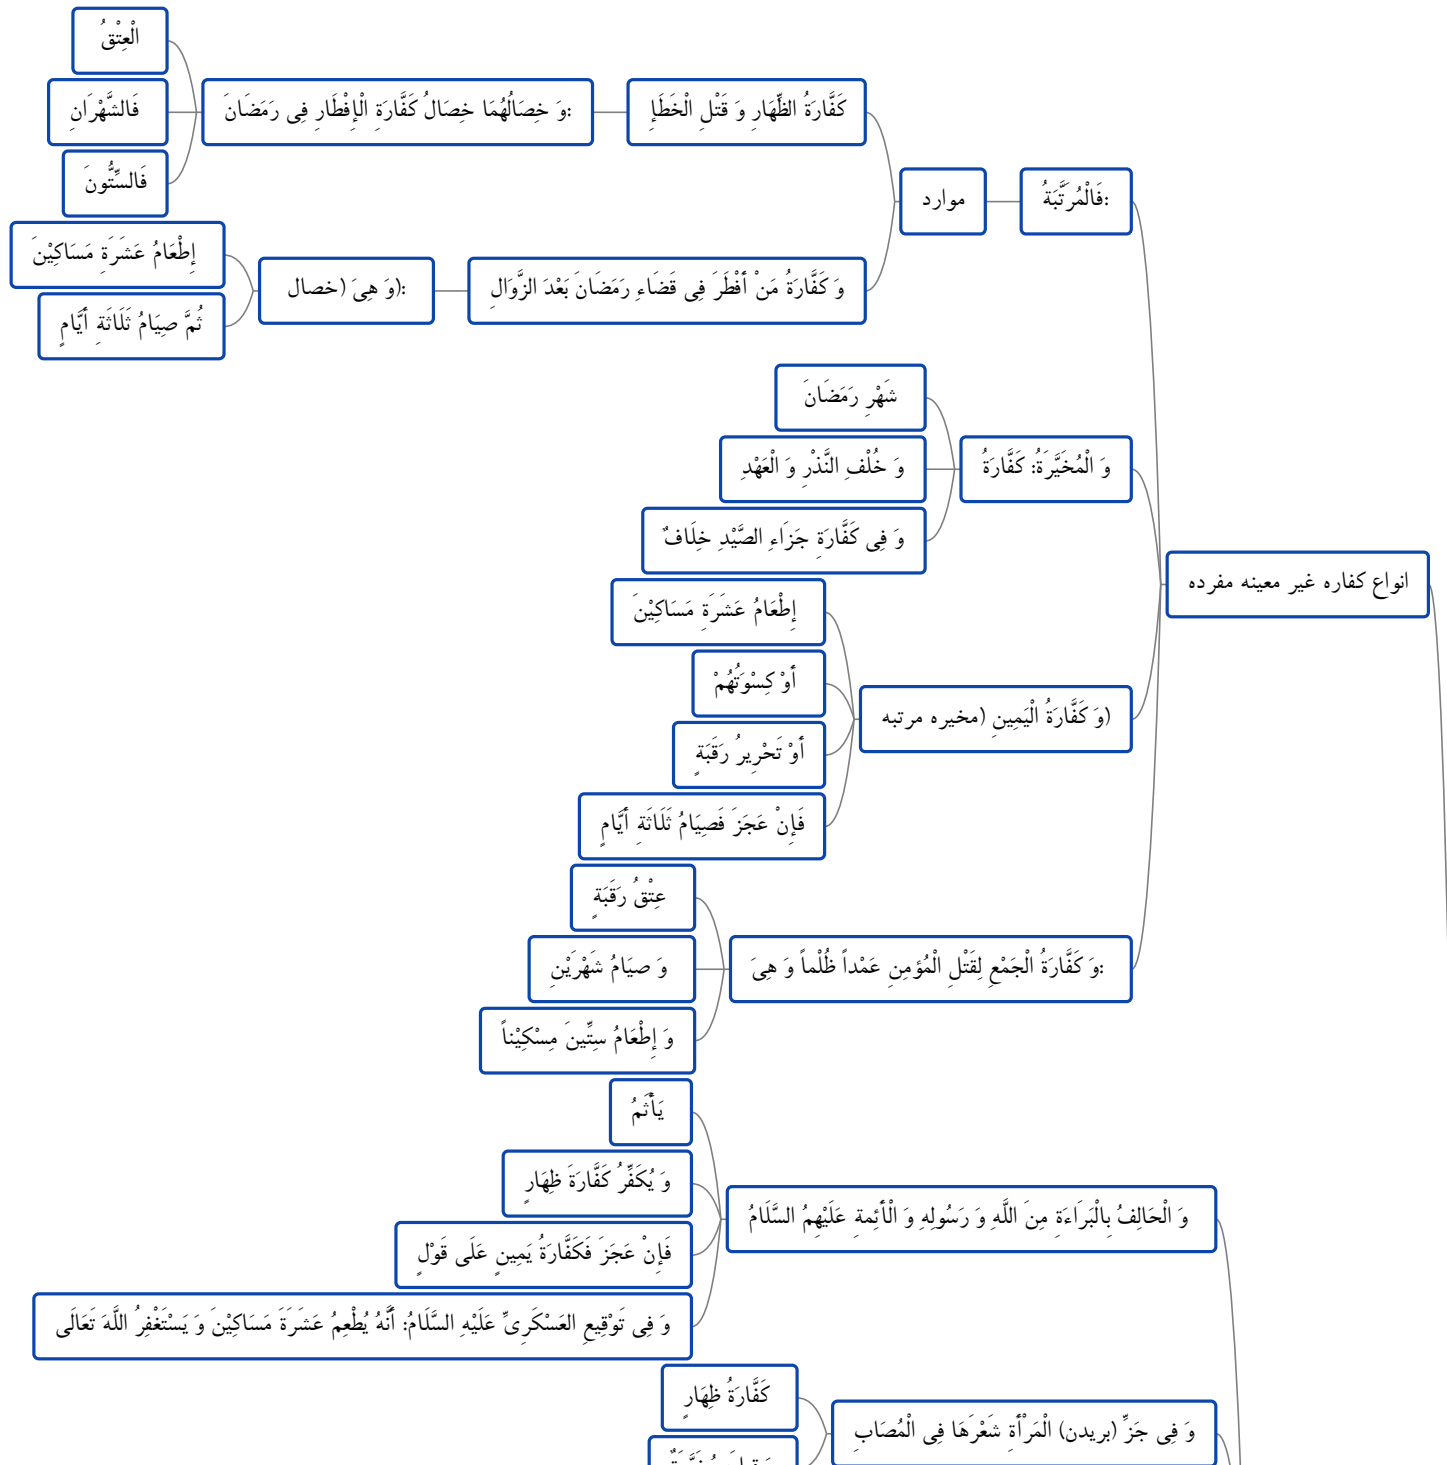 انواع کفاره غیر معینه مفرده
فَالْمُرَتَّبَةُ:
موارد
كَفَّارَةُ الظِّهَارِ وَ قَتْلِ الْخَطَإِ
وَ خِصَالُهُمَا خِصَالُ كَفَّارَةِ الْإِفْطَارِ فِی رَمَضَانَ:
الْعِتْقُ
فَالشَّهْرَانِ
فَالسِّتُّونَ
وَ كَفَّارَةُ مَنْ أَفْطَرَ فِی قَضَاءِ رَمَضَانَ بَعْدَ الزَّوَالِ
وَ هِیَ (خصال):
إِطْعَامُ عَشَرَةِ مَسَاكِيْنَ
ثُمَّ صِيَامُ ثَلَاثَةِ أَيَّامٍ
وَ الْمُخَيَّرَةُ: كَفَّارَةُ
شَهْرِ رَمَضَانَ
وَ خُلْفِ النَّذْرِ وَ الْعَهْدِ
وَ فِی كَفَّارَةِ جَزَاءِ الصَّيْدِ خِلَافٌ
وَ كَفَّارَةُ الْيَمِينِ (مخیره مرتبه)
إِطْعَامُ عَشَرَةِ مَسَاكِيْنَ
أَوْ كِسْوَتُهُمْ
أَوْ تَحْرِيرُ رَقَبَةٍ
فَإِنْ عَجَزَ فَصِيَامُ ثَلَاثَةِ أَيَّامٍ
وَ كَفَّارَةُ الْجَمْعِ لِقَتْلِ الْمُؤمِنِ عَمْداً ظُلْماً وَ هِیَ:
عِتْقُ رَقَبَةٍ
وَ صِيَامُ شَهْرَيْنِ
وَ إِطْعَامُ سِتِّينَ مِسْكِيْناً
وَ الْحَالِفُ بِالْبَرَاءَةِ مِنَ اللَّهِ وَ رَسُولِهِ وَ الْأَئِمةِ عَلَيْهِمُ السَّلَامُ
يَأْثَمُ
وَ يُكَفِّرُ كَفَّارَةَ ظِهَارٍ
فَإِنْ عَجَزَ فَكَفَّارَةُ يَمِينٍ عَلَى قَوْلٍ
وَ فِی تَوْقِيعِ العَسْكَرِیِّ عَلَيْهِ السَّلَامُ: أَنَّهُ يُطْعِمُ عَشَرَةَ مَسَاكِيْنَ وَ يَسْتَغْفِرُ اللَّهَ تَعَالَى
وَ فِی جَزِّ (بریدن) الْمَرْأَةِ شَعْرَهَا فِی الْمُصَابِ
كَفَّارَةُ ظِهَارٍ